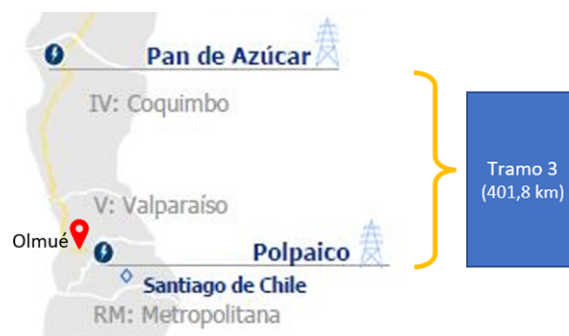 Pan de Azúcar
IV: Coquimbo
Tramo 3
(401,8 km)
V: Valparaíso
Olmué
Polpaico
Santiago de Chile
RM: Metropolitana